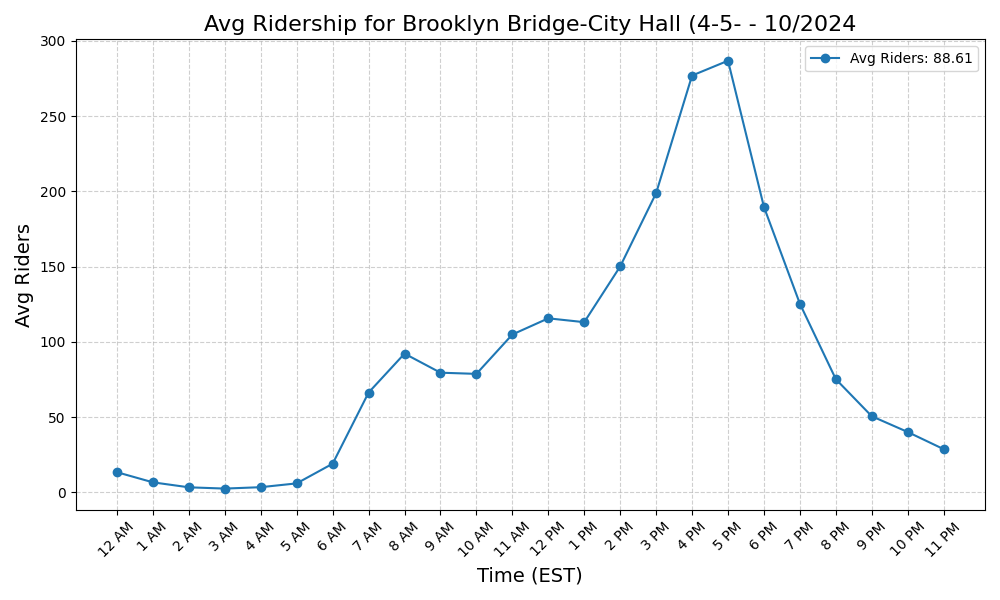 Avg Ridership for Brooklyn Bridge-City Hall (4-5- - 10/2024
Avg Riders: 88.61
Avg Riders
300
250
200
150
100
50
0
12 AM
1 AM
2 AM
3 AM
4 AM
5 AM
6 AM
7 AM
8 AM
9 AM
10 AM
11 AM
12 PM
1 PM
2 PM
3 PM
4 PM
5 PM
6 PM
7 PM
8 PM
9 PM
10 PM
11 PM
Time (EST)